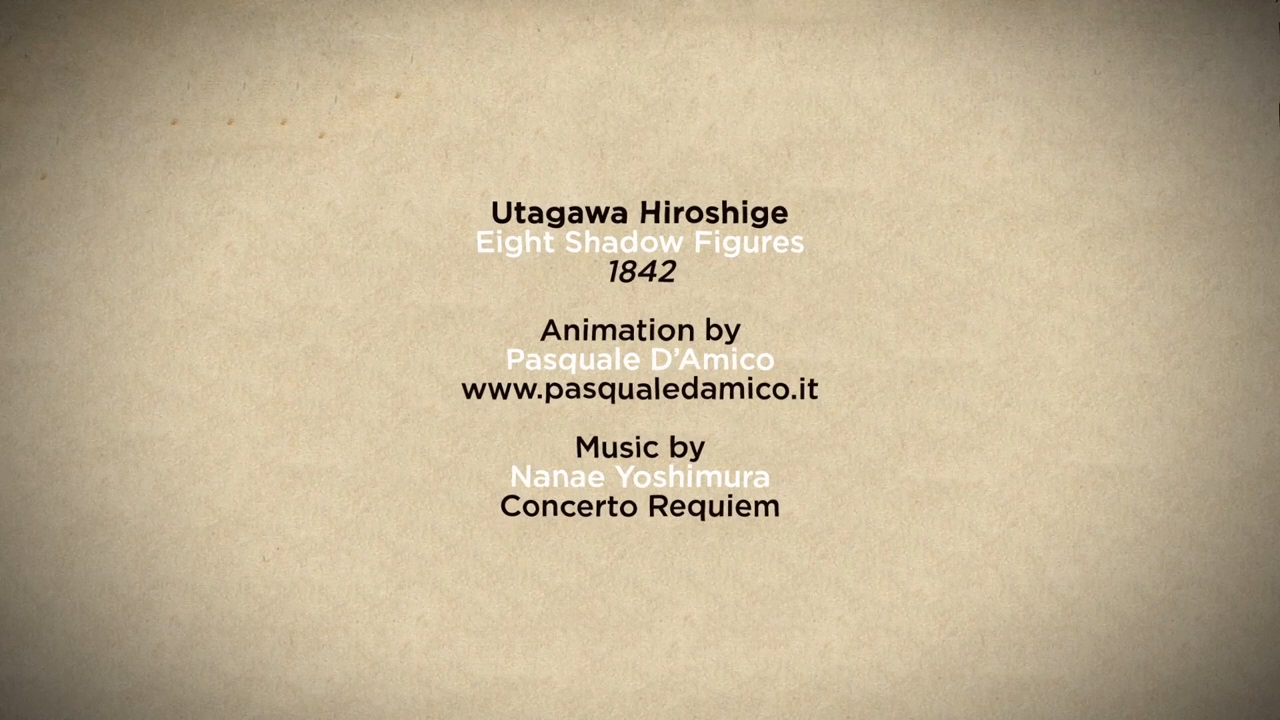 Utagawa Hiroshige
Eight Shadow Figures
1842
Animation by
Pasquale D'Amico
www.pasqualedamico.it
Music by
Nanae Yoshimura
Concerto Requiem